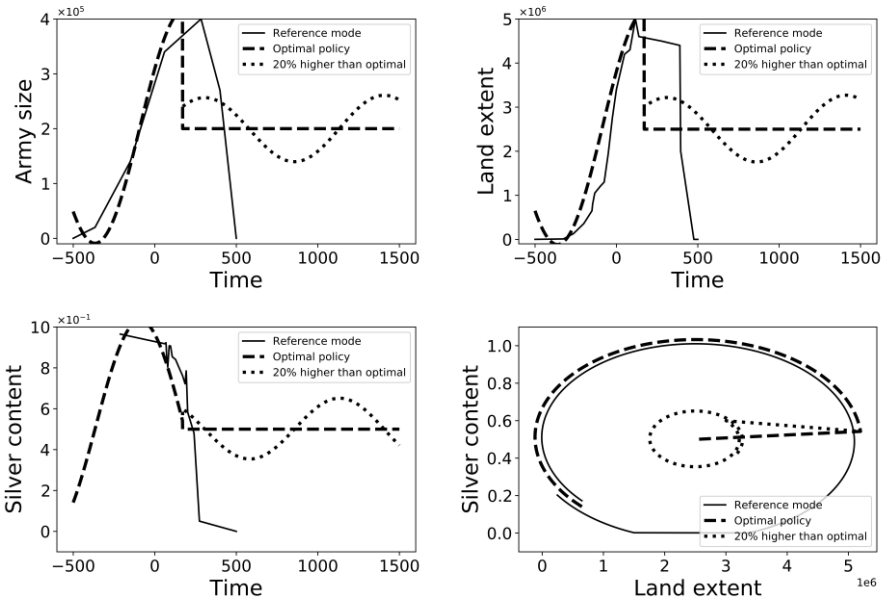 ×10⁵
4
3
2
1
0
Army size
−500 0 500 1000 1500
Time
Reference mode
Optimal policy
20% higher than optimal
×10⁶
5
4
3
2
1
0
Land extent
−500 0 500 1000 1500
Time
Reference mode
Optimal policy
20% higher than optimal
×10⁻¹
10
8
6
4
2
0
Silver content
−500 0 500 1000 1500
Time
Reference mode
Optimal policy
20% higher than optimal
1.0
0.8
0.6
0.4
0.2
0.0
Silver content
0 1 2 3 4 5
1e6
Land extent
Reference mode
Optimal policy
20% higher than optimal